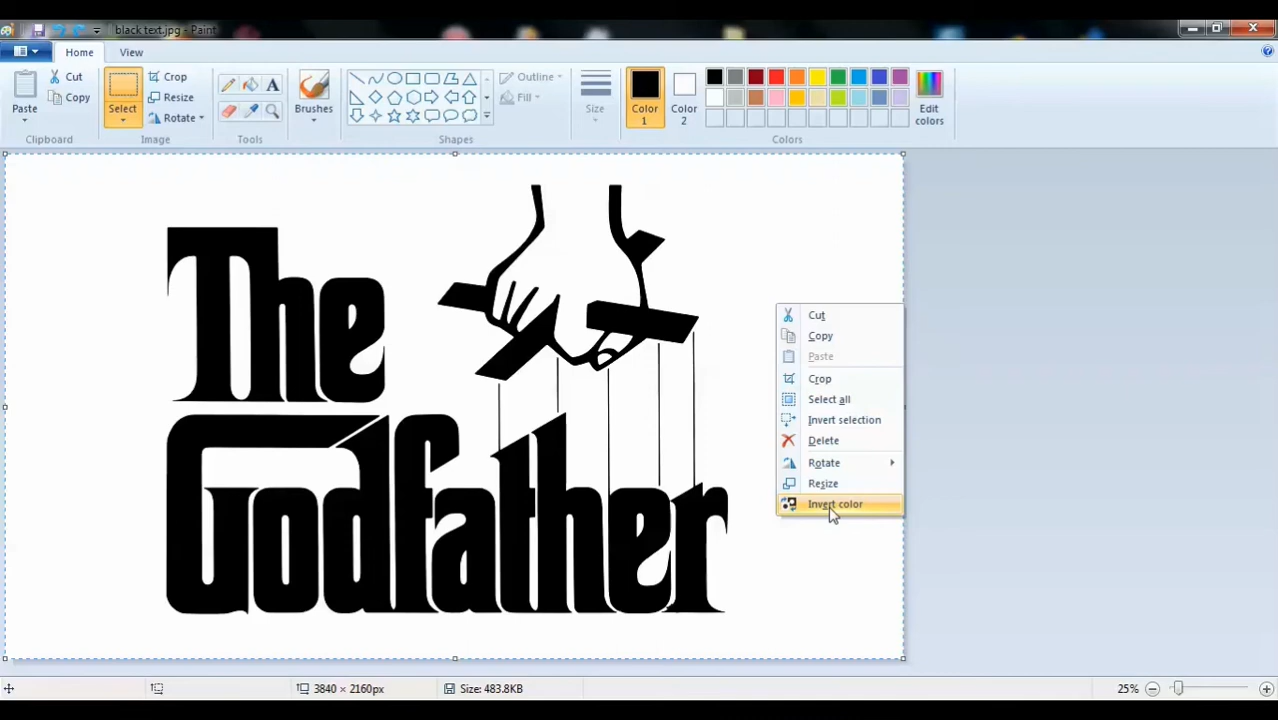 black text.jpg - Paint
Home View
Paste
Cut
Copy
Clipboard
Select
Crop
Resize
Rotate
Image
A
Tools
Brushes
Outline
Fill
Shapes
Size
Color 1
Color 2
Edit colors
Colors
The
Godfather
Cut
Copy
Paste
Crop
Select all
Invert selection
Delete
Rotate
Resize
Invert color
3840 × 2160px
Size: 483.8KB
25%